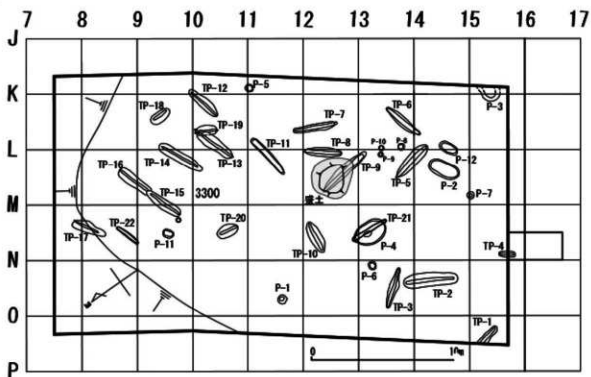 7 8 9 10 11 12 13 14 15 16 17
J
K
L
M
N
O
P
P-5
TP-12
TP-18
TP-19
TP-13
TP-14
TP-11
TP-7
TP-8
TP-9
TP-6
P-3
P-10
P-9
TP-5
P-12
P-2
P-7
TP-16
TP-15
3300
盛土
TP-17
TP-22
P-11
TP-20
TP-10
TP-21
P-4
TP-4
P-6
P-1
TP-3
TP-2
TP-1
0 10m